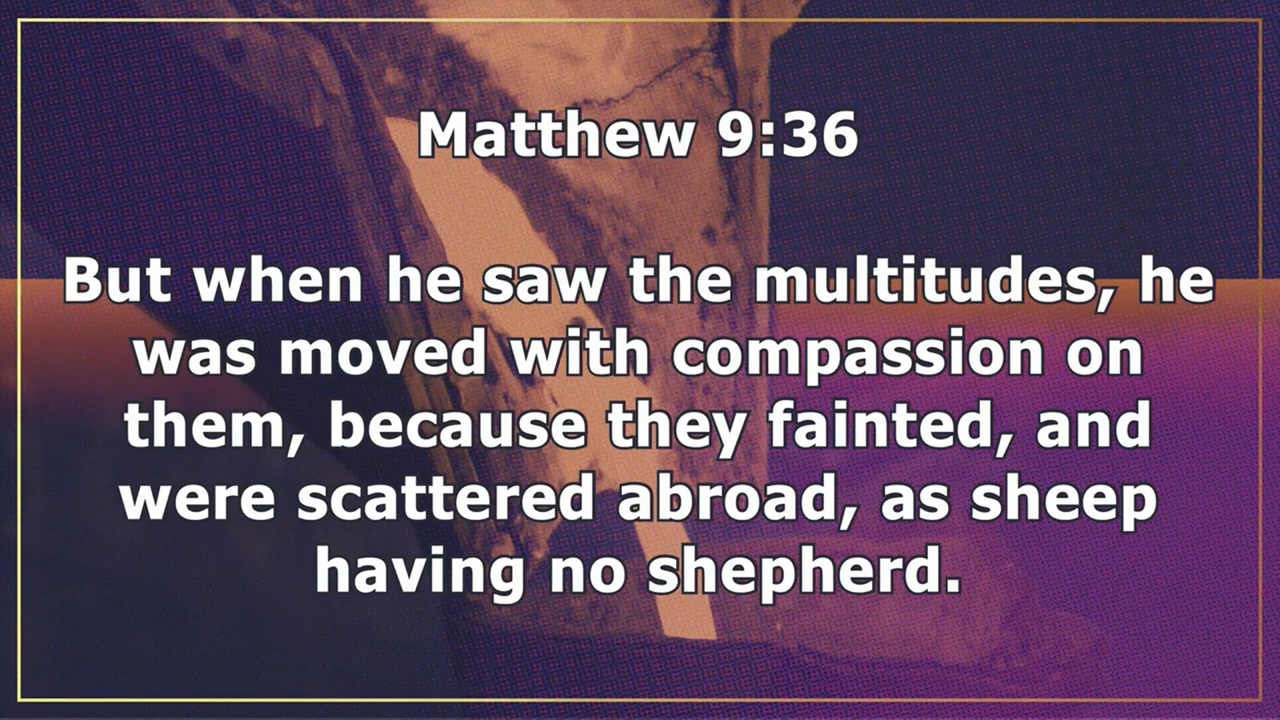 Matthew 9:36
But when he saw the multitudes, he
was moved with compassion on
them, because they fainted, and
were scattered abroad, as sheep
having no shepherd.